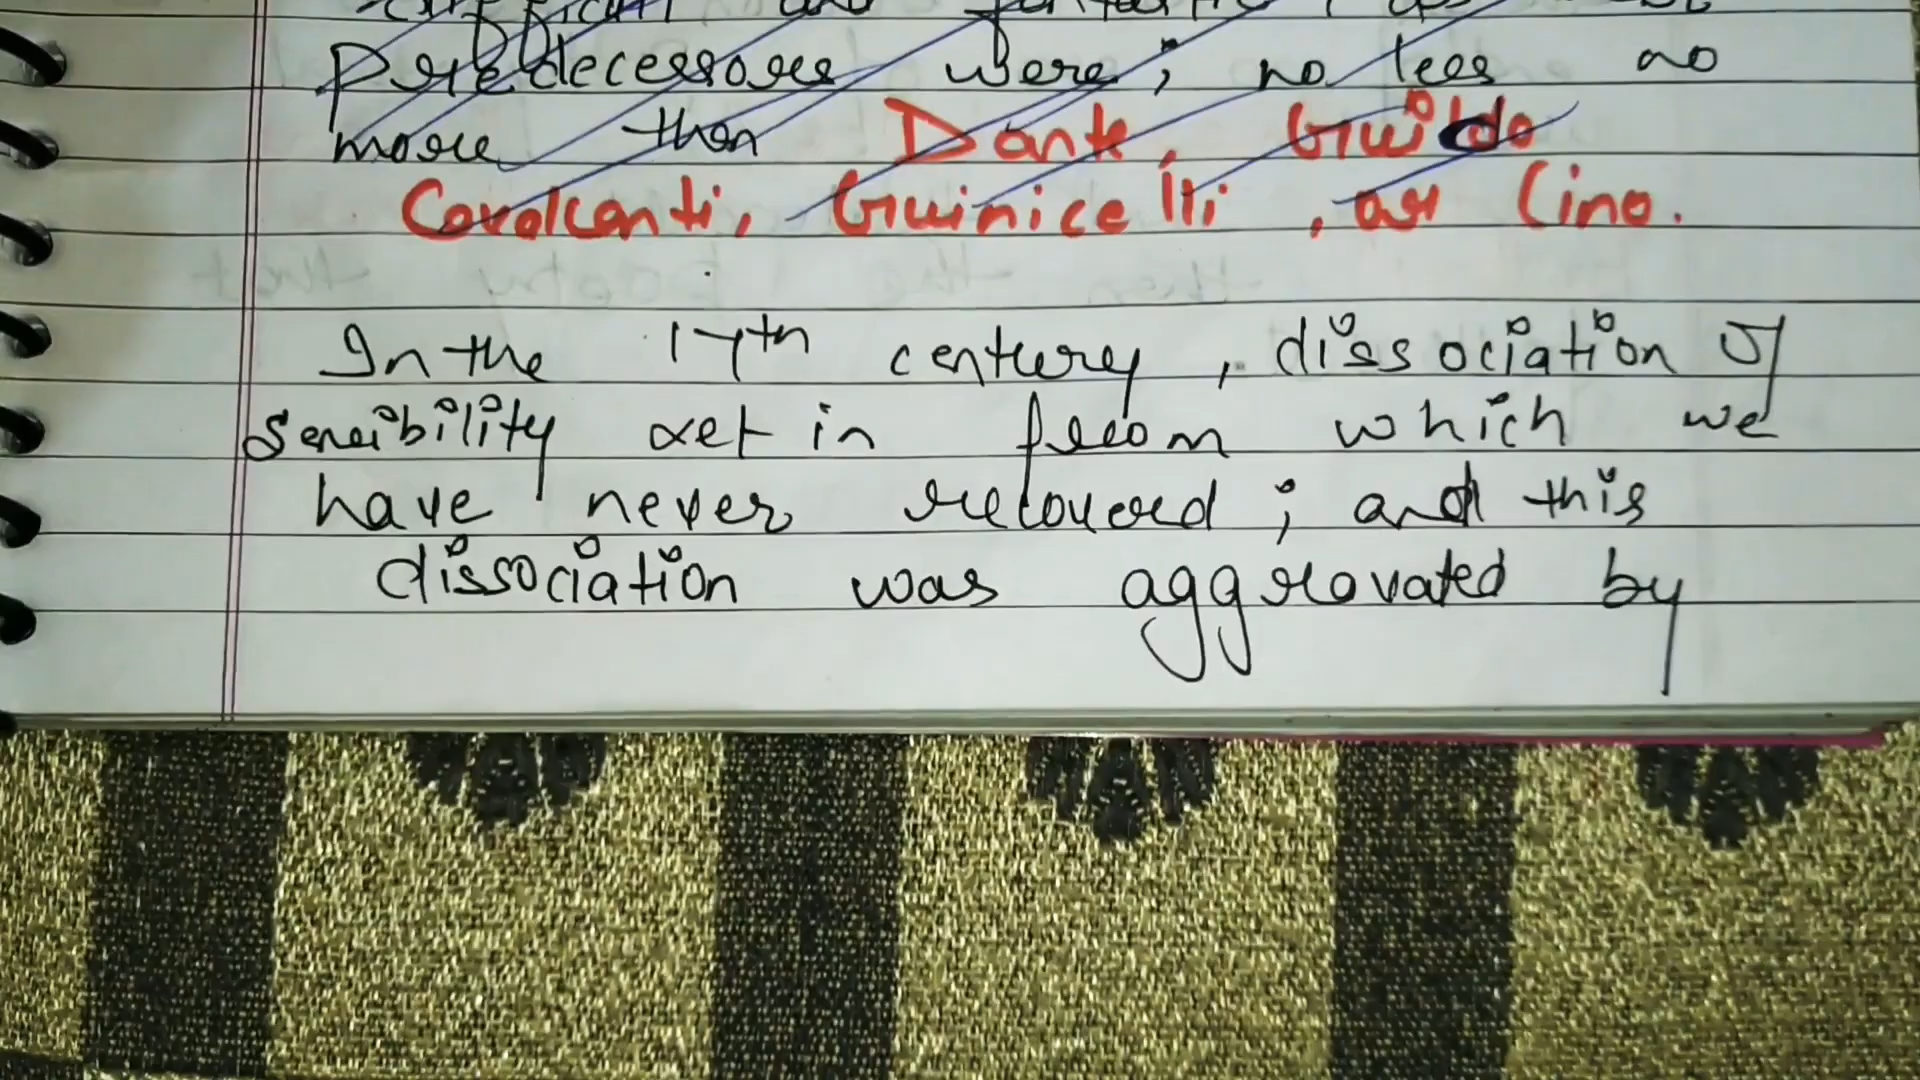 predecessors were; no less no
more than Dante, Guido
Cavalcanti, Guinicelli, or Cino.
In the 17th century, dissociation of
sensibility set in from which we
have never recovered; and this
dissociation was aggravated by